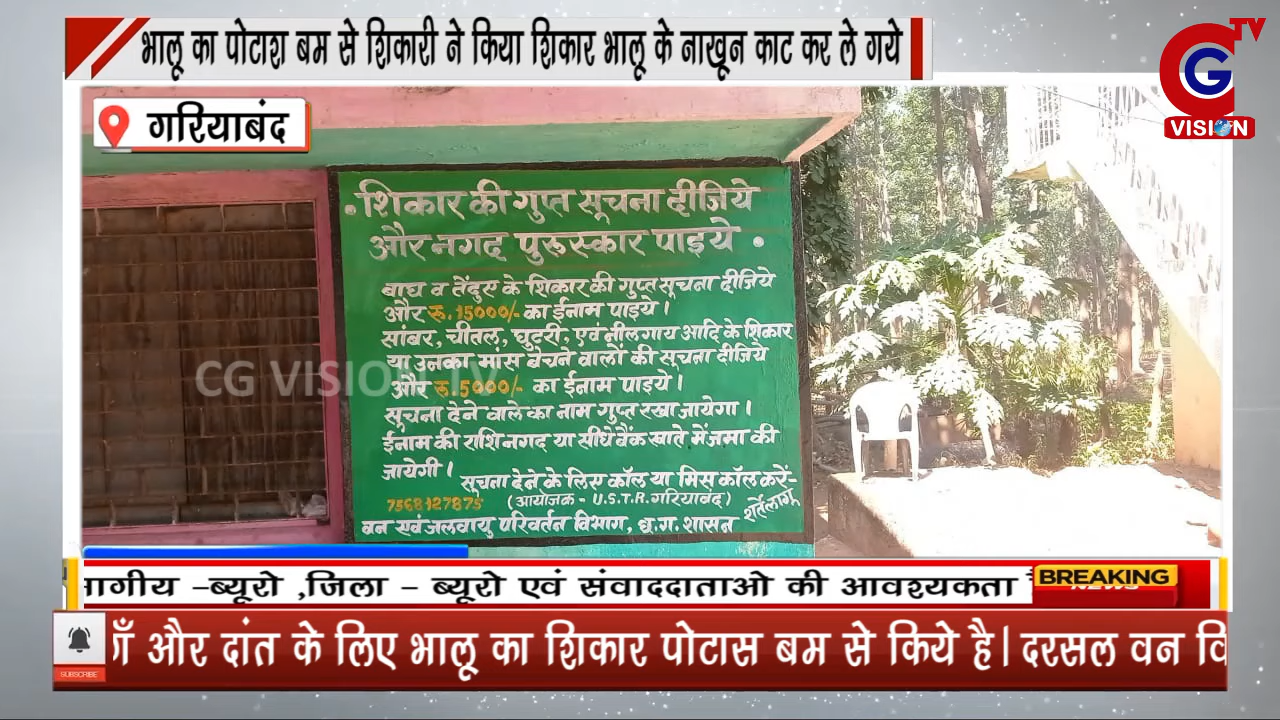 भालू का पोटाश बम से शिकारी ने किया शिकार भालू के नाखून काट कर ले गये
CG TV
VISION
गरियाबंद
शिकार की गुप्त सूचना दीजिये
और नगद पुरुस्कार पाइये
बाघ व तेंदुए के शिकार की गुप्त सूचना दीजिये
और रू. 15000/- का ईनाम पाइये।
सांबर, चीतल, घुटरी, एवं नीलगाय आदि के शिकार
या उनका मांस बेचने वालों की सूचना दीजिये
और रू.5000/- का ईनाम पाइये।
सूचना देने वाले का नाम गुप्त रखा जायेगा।
ईनाम की राशि नगद या सीधे बैंक खाते में जमा की
जायेगी।
सूचना देने के लिए कॉल या मिस कॉल करें-
7568127875 (आयोजक - U.S.T.R. गरियाबंद) शर्ते लागू
वन एवं जलवायु परिवर्तन विभाग, छ.ग. शासन
CG VISION TV
भागीय -ब्यूरो ,जिला - ब्यूरो एवं संवाददाताओ की आवश्यकता
BREAKING
NEWS
और दांत के लिए भालू का शिकार पोटास बम से किये है। दरसल वन वि
SUBSCRIBE